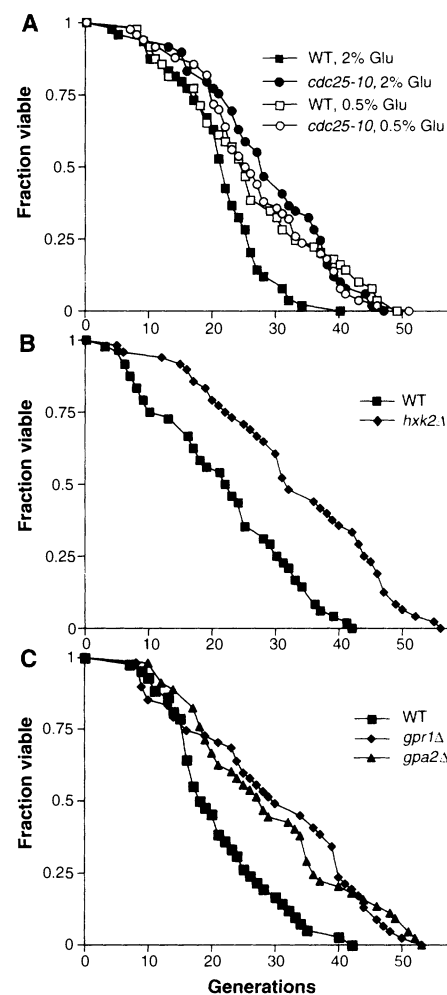 A
Fraction viable
1
0.75
0.5
0.25
0
0 10 20 30 40 50
WT, 2% Glu
cdc25-10, 2% Glu
WT, 0.5% Glu
cdc25-10, 0.5% Glu
B
Fraction viable
1
0.75
0.5
0.25
0
0 10 20 30 40 50
WT
hxk2Δ
C
Fraction viable
1
0.75
0.5
0.25
0
0 10 20 30 40 50
WT
gpr1Δ
gpa2Δ
Generations